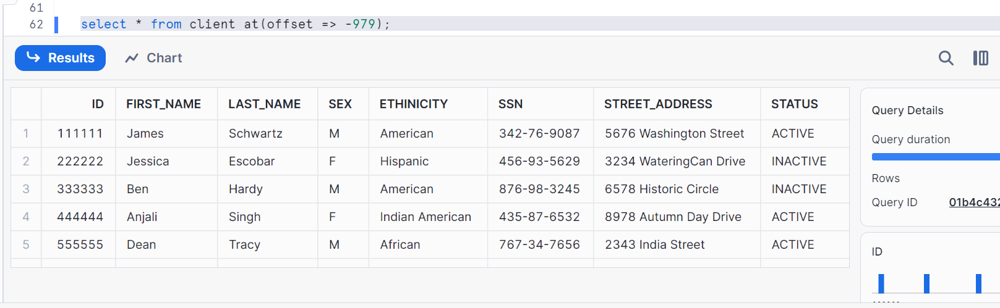 61
62 select * from client at(offset => -979);
Results Chart
ID FIRST_NAME LAST_NAME SEX ETHINICITY SSN STREET_ADDRESS STATUS
1 111111 James Schwartz M American 342-76-9087 5676 Washington Street ACTIVE
2 222222 Jessica Escobar F Hispanic 456-93-5629 3234 WateringCan Drive INACTIVE
3 333333 Ben Hardy M American 876-98-3245 6578 Historic Circle INACTIVE
4 444444 Anjali Singh F Indian American 435-87-6532 8978 Autumn Day Drive ACTIVE
5 555555 Dean Tracy M African 767-34-7656 2343 India Street ACTIVE
Query Details
Query duration
Rows
Query ID 01b4c432
ID